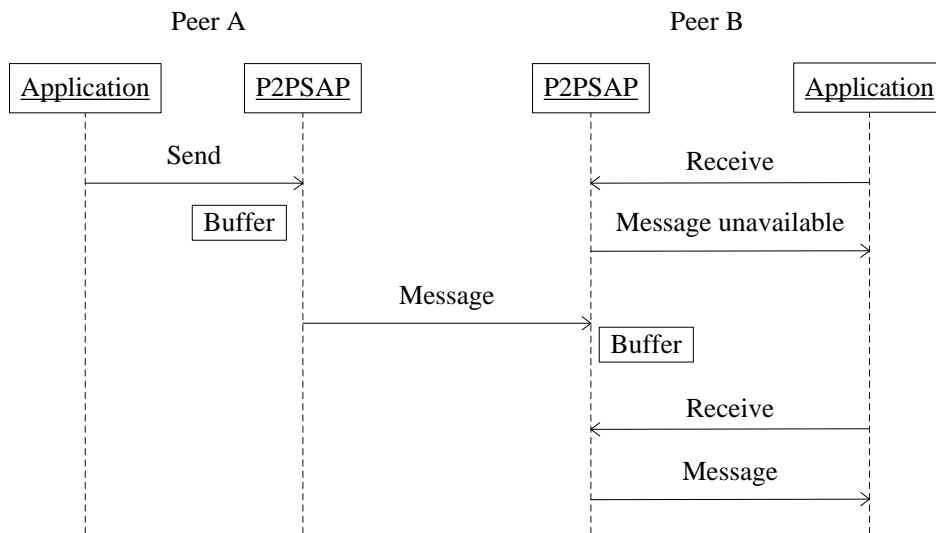 Peer A
Peer B
Application
P2PSAP
P2PSAP
Application
Send
Receive
Buffer
Message unavailable
Message
Buffer
Receive
Message